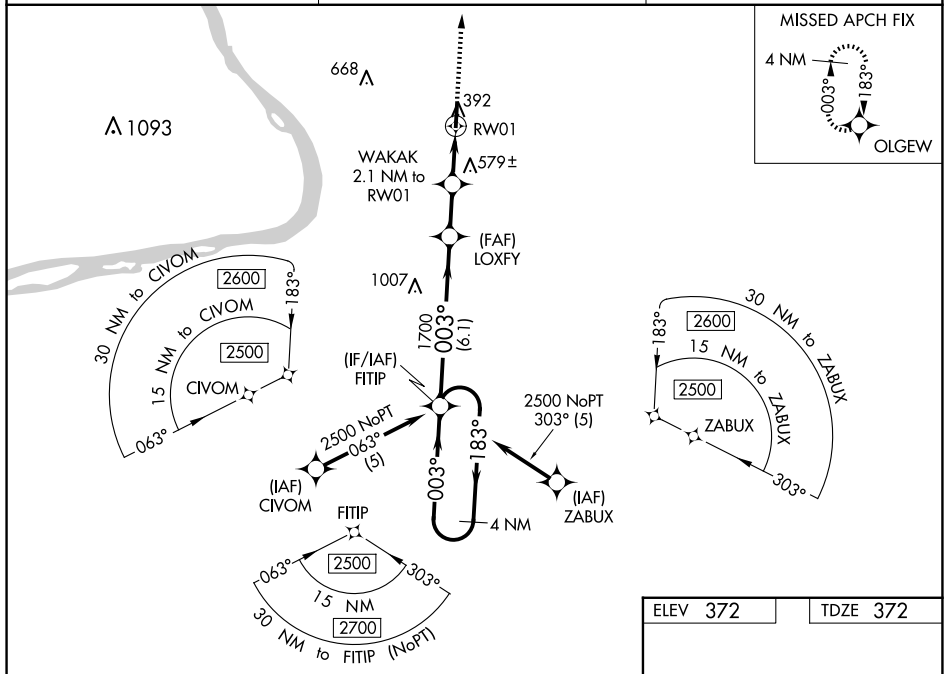 MISSED APCH FIX
4 NM
003°
183°
OLGEW
668
1093
392
RW01
WAKAK
2.1 NM to
RW01
579±
(FAF)
LOXFY
1007
1700
003°
(6.1)
(IF/IAF)
FITIP
30 NM to CIVOM
2600
183°
15 NM to CIVOM
2500
CIVOM
063°
2500 NoPT
063°
(5)
(IAF)
CIVOM
003°
183°
4 NM
2500 NoPT
303° (5)
(IAF)
ZABUX
30 NM to ZABUX
2600
183°
15 NM to ZABUX
2500
ZABUX
303°
FITIP
063°
2500
303°
15 NM
2700
30 NM to FITIP (NoPT)
ELEV 372
TDZE 372